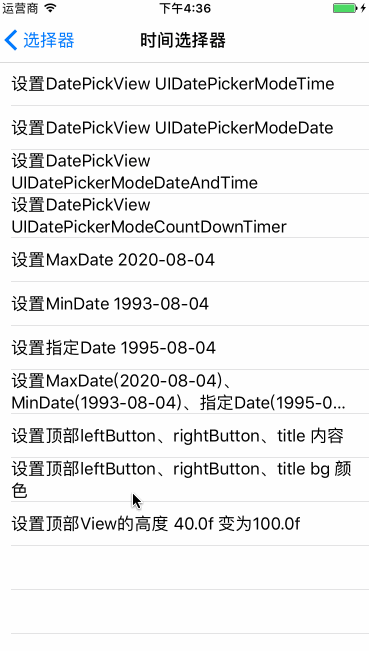 运营商 下午4:36
选择器 时间选择器
设置DatePickView UIDatePickerModeTime
设置DatePickView UIDatePickerModeDate
设置DatePickView
UIDatePickerModeDateAndTime
设置DatePickView
UIDatePickerModeCountDownTimer
设置MaxDate 2020-08-04
设置MinDate 1993-08-04
设置指定Date 1995-08-04
设置MaxDate(2020-08-04)、
MinDate(1993-08-04)、指定Date(1995-0...
设置顶部leftButton、rightButton、title 内容
设置顶部leftButton、rightButton、title bg 颜
色
设置顶部View的高度 40.0f 变为100.0f